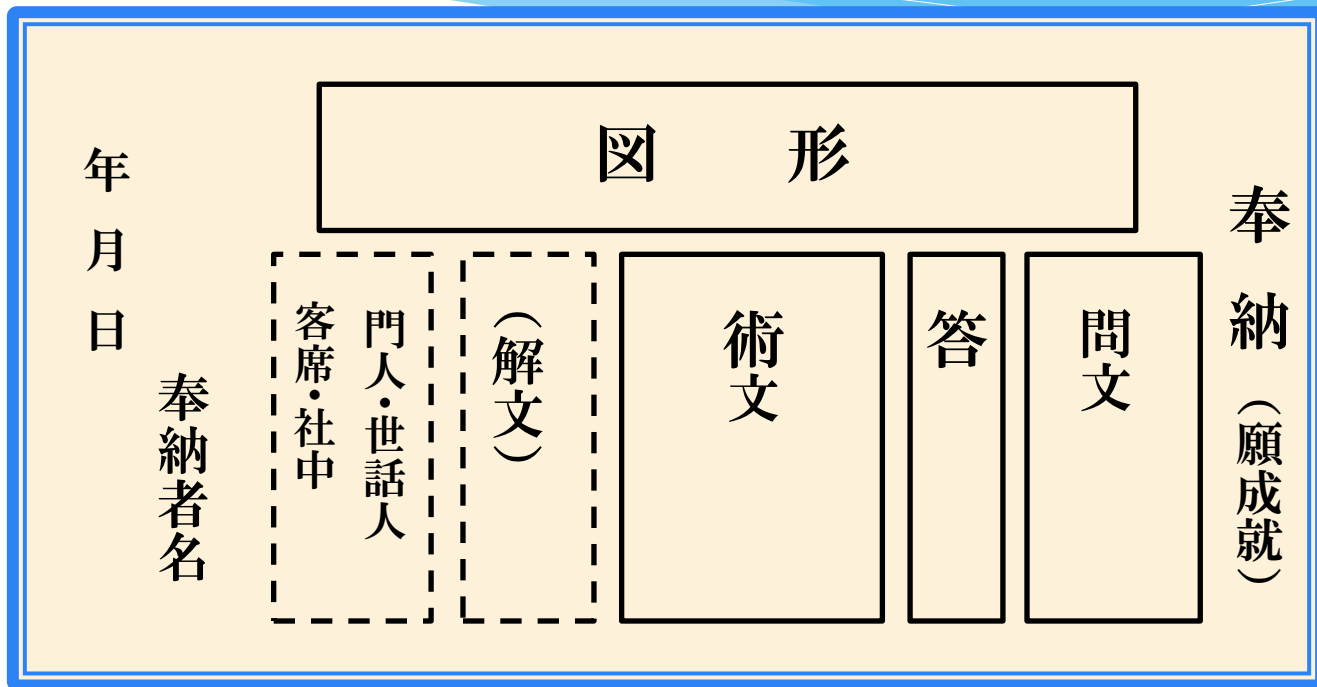 奉納（願成就）
図形
問文
答
術文
（解文）
門人・世話人
客席・社中
奉納者名
年月日